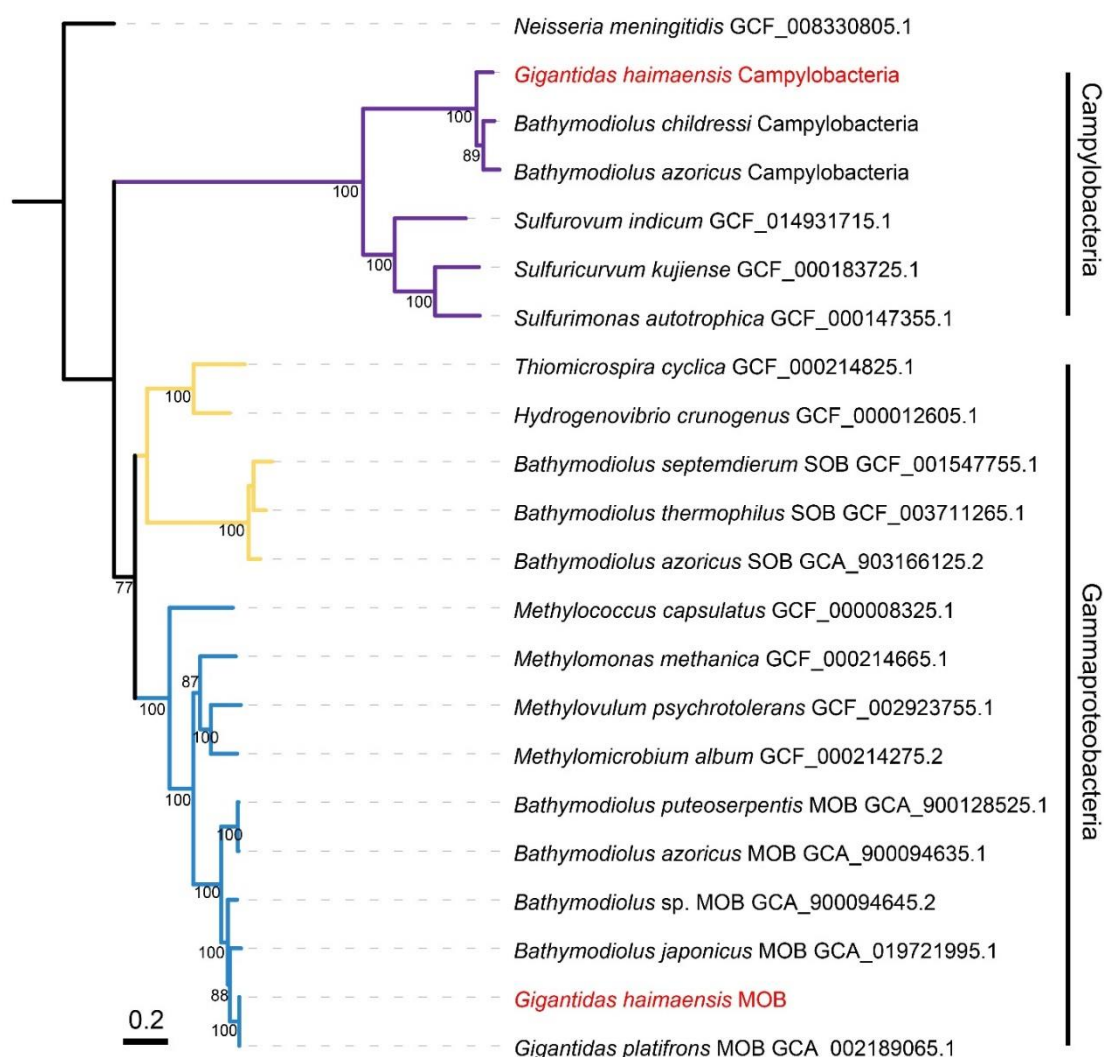 Neisseria meningitidis GCF_008330805.1
Gigantidas haimaensis Campylobacteria
100
Bathymodiolus childressi Campylobacteria
89
Bathymodiolus azoricus Campylobacteria
100
Sulfurovum indicum GCF_014931715.1
100
Sulfuricurvum kujiense GCF_000183725.1
100
Sulfurimonas autotrophica GCF_000147355.1
Campylobacteria
Thiomicrospira cyclica GCF_000214825.1
100
Hydrogenovibrio crunogenus GCF_000012605.1
Bathymodiolus septemdierum SOB GCF_001547755.1
Bathymodiolus thermophilus SOB GCF_003711265.1
100
Bathymodiolus azoricus SOB GCA_903166125.2
77
Methylococcus capsulatus GCF_000008325.1
Methylomonas methanica GCF_000214665.1
87
100
Methylovulum psychrotolerans GCF_002923755.1
100
Methylomicrobium album GCF_000214275.2
100
Bathymodiolus puteoserpentis MOB GCA_900128525.1
100
Bathymodiolus azoricus MOB GCA_900094635.1
100
Bathymodiolus sp. MOB GCA_900094645.2
100
Bathymodiolus japonicus MOB GCA_019721995.1
88
Gigantidas haimaensis MOB
100
Gigantidas platifrons MOB GCA_002189065.1
Gammaproteobacteria
0.2